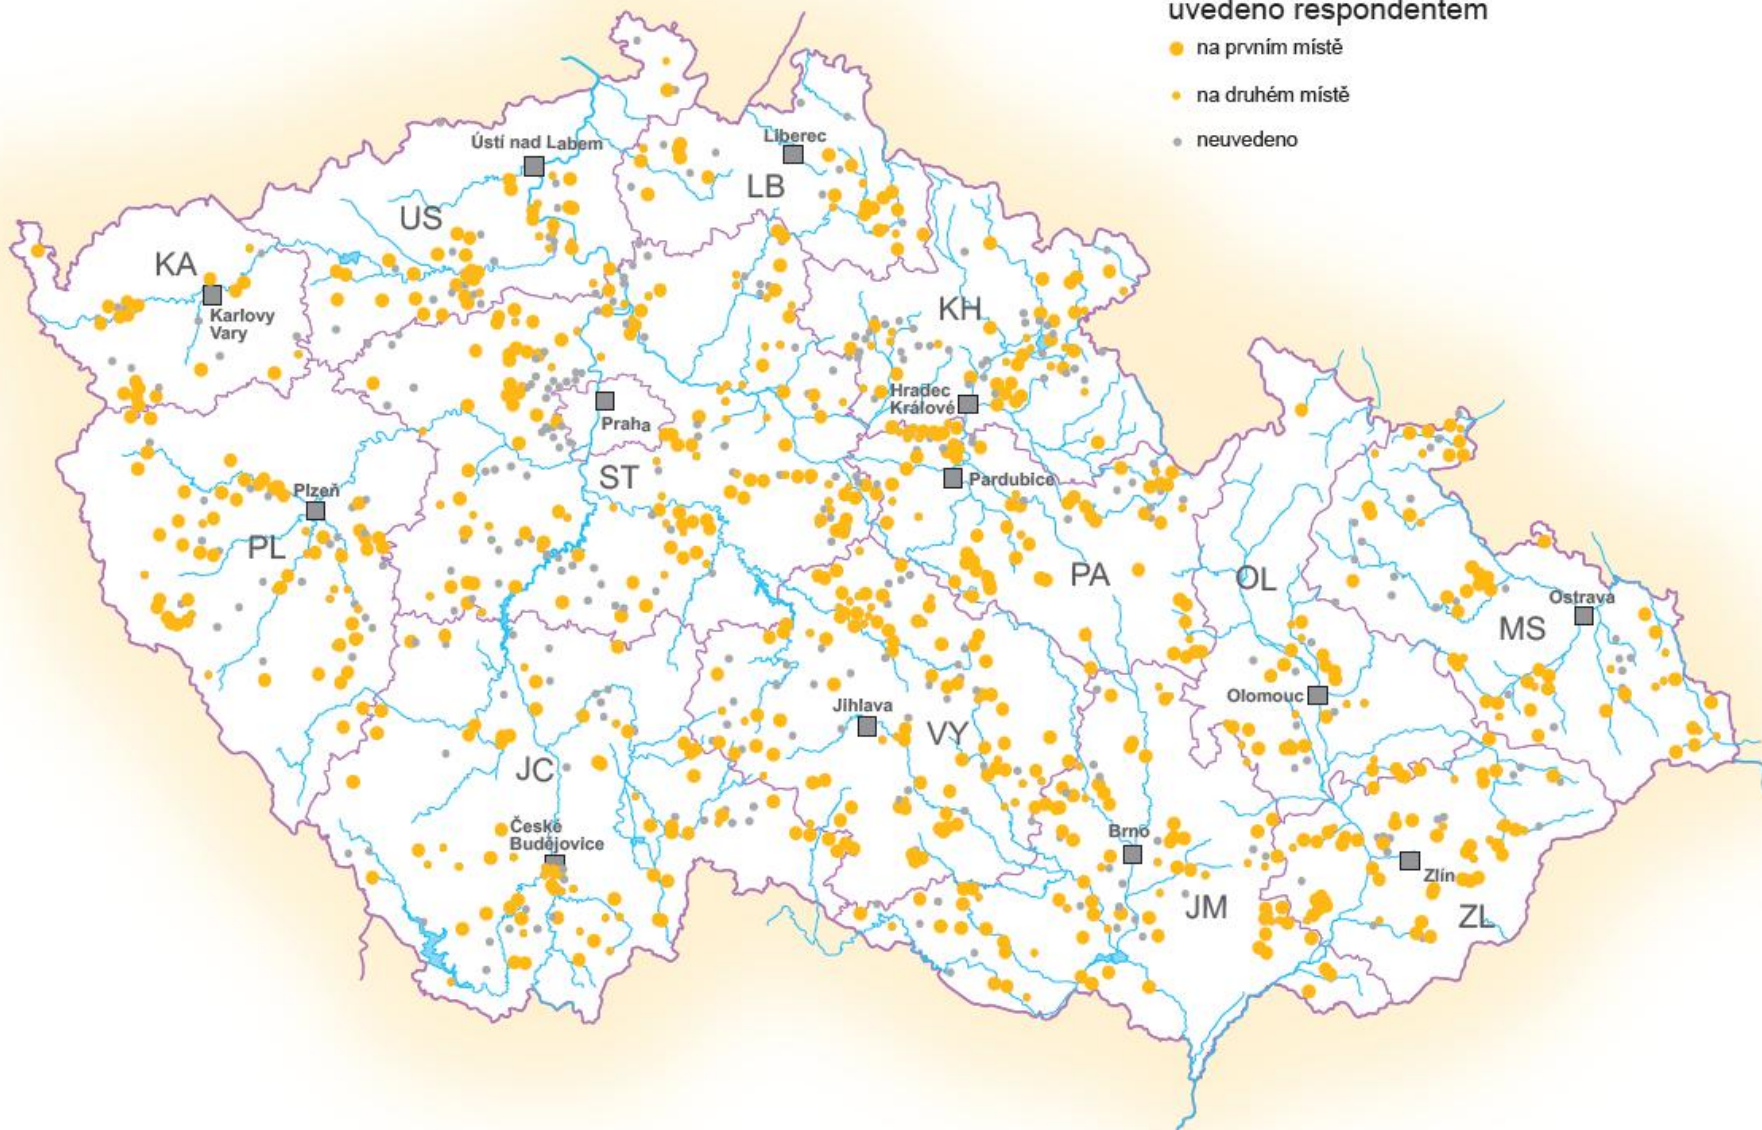 uvedeno respondentem
na prvním místě
na druhém místě
neuvedeno
Ústí nad Labem
Liberec
LB
US
KA
Karlovy
Vary
KH
Hradec
Králové
Praha
ST
Pardubice
Plzeň
PL
PA
OL
Ostrava
MS
Olomouc
Jihlava
VY
JC
České
Budějovice
Brno
Zlín
JM
ZL